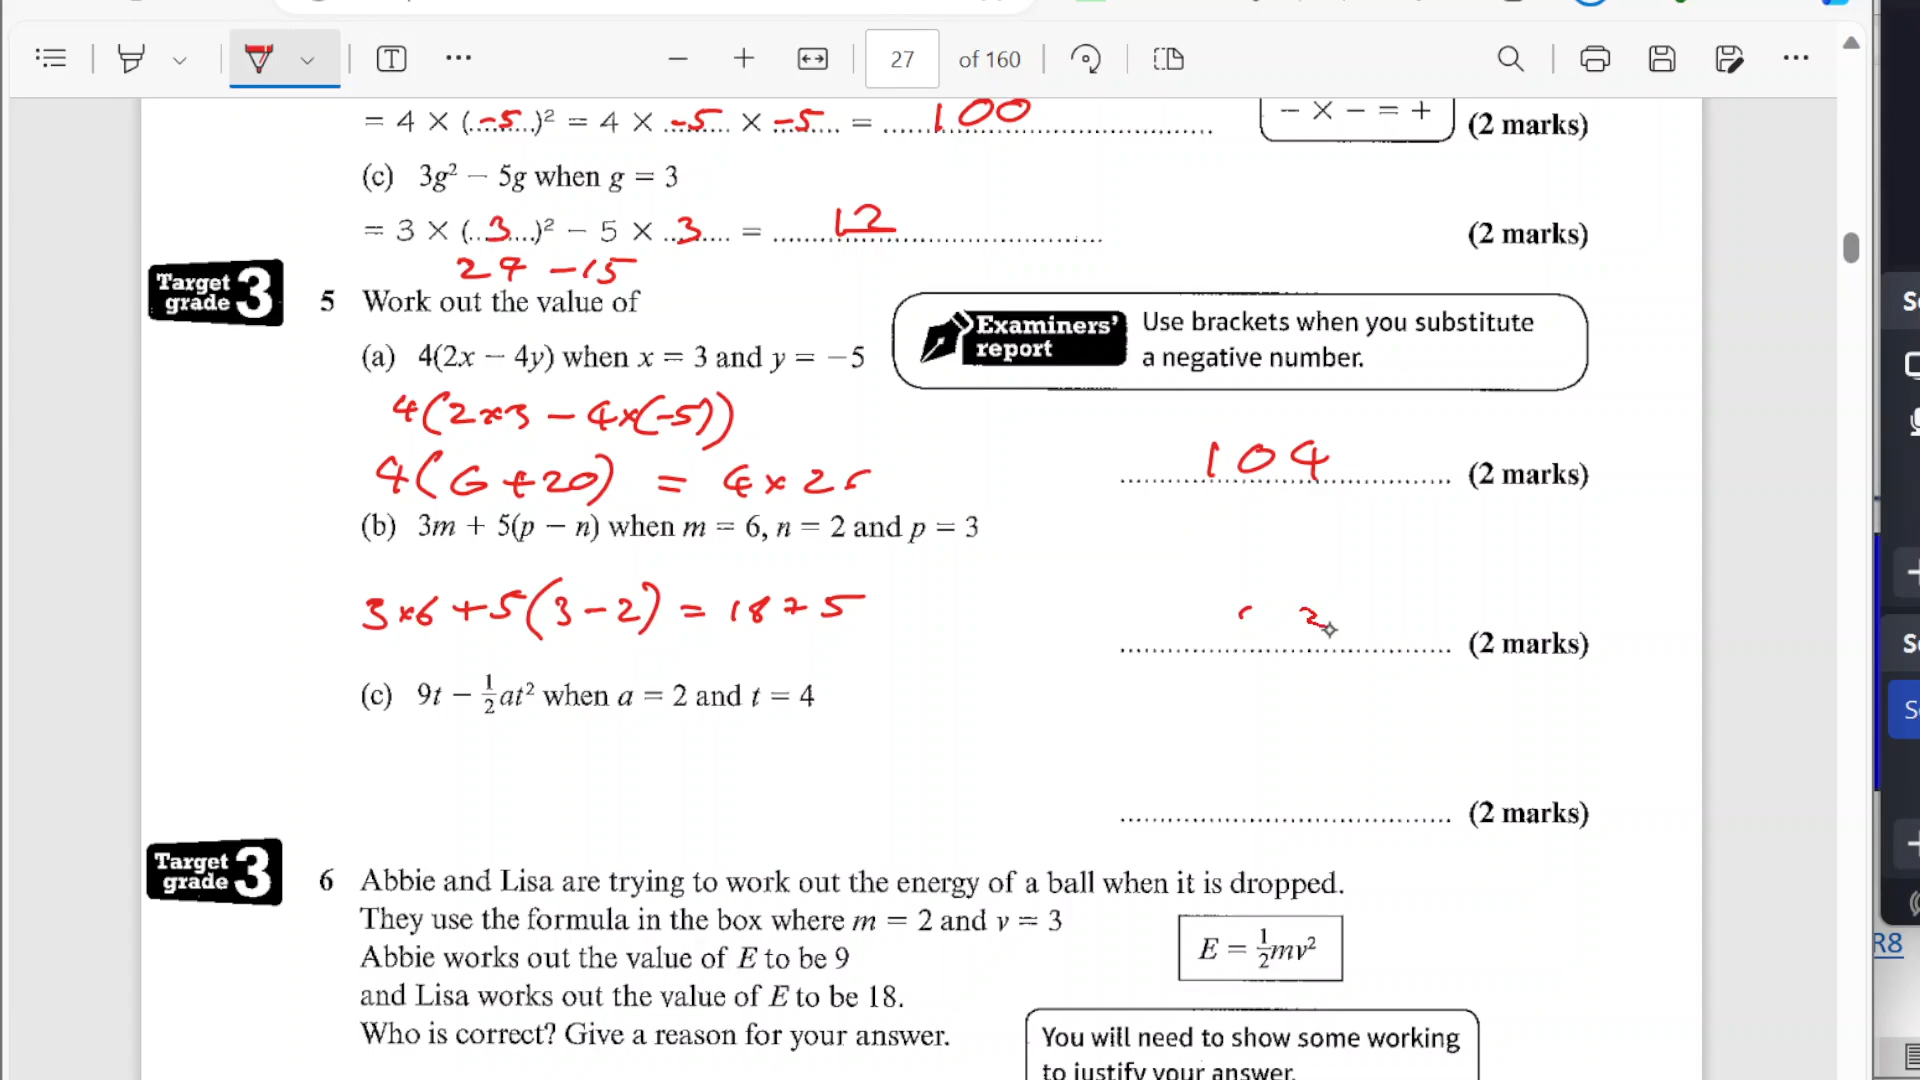 27 of 160
= 4 × (-5)² = 4 × -5 × -5 = 100
- × - = + (2 marks)
(c) 3g² − 5g when g = 3
= 3 × (3)² − 5 × 3 = 12 (2 marks)
27 - 15
Target grade 3
5 Work out the value of
Examiners' report Use brackets when you substitute a negative number.
(a) 4(2x − 4y) when x = 3 and y = −5
4(2×3 - 4×(-5))
4(6+20) = 4×26
104 (2 marks)
(b) 3m + 5(p − n) when m = 6, n = 2 and p = 3
3×6+5(3-2) = 18+5
(2 marks)
(c) 9t − ½at² when a = 2 and t = 4
(2 marks)
Target grade 3
6 Abbie and Lisa are trying to work out the energy of a ball when it is dropped.
They use the formula in the box where m = 2 and v = 3
E = ½mv²
Abbie works out the value of E to be 9
and Lisa works out the value of E to be 18.
Who is correct? Give a reason for your answer.
You will need to show some working
to justify your answer.
R8